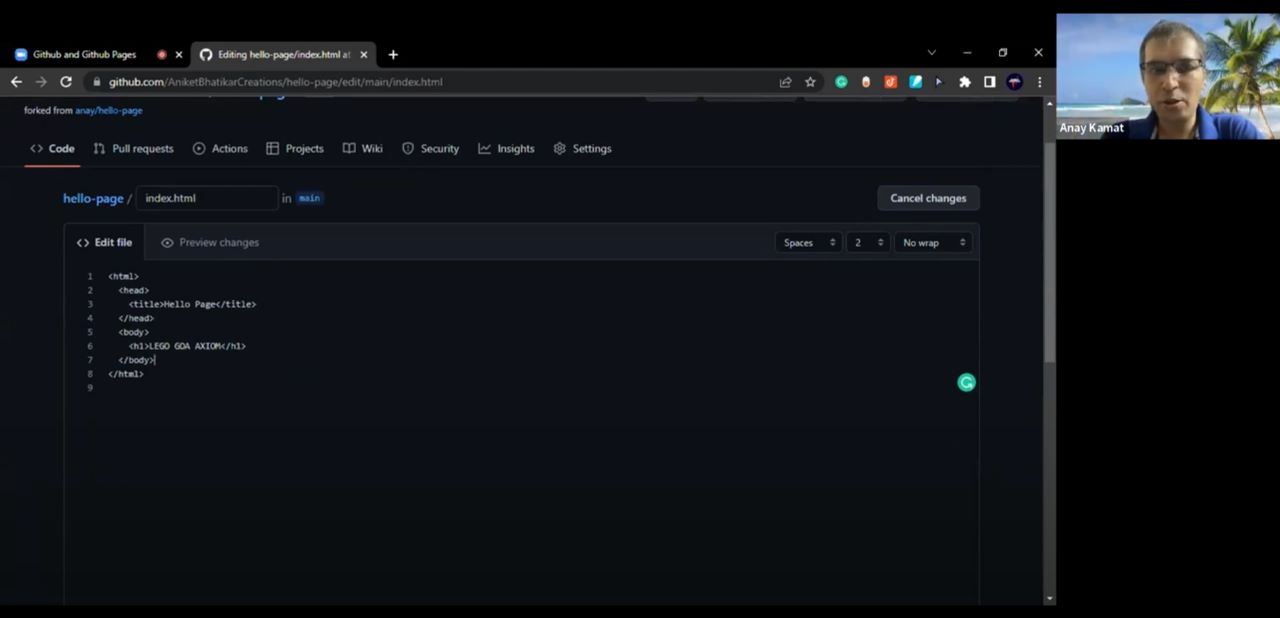 Github and Github Pages
Editing hello-page/index.html at
github.com/AniketBhatikarCreations/hello-page/edit/main/index.html
forked from anay/hello-page
Code
Pull requests
Actions
Projects
Wiki
Security
Insights
Settings
hello-page / index.html in main
Cancel changes
<> Edit file
Preview changes
Spaces
2
No wrap
1 <html>
2 <head>
3 <title>Hello Page</title>
4 </head>
5 <body>
6 <h1>LEGO GOA AXIOM</h1>
7 </body>
8 </html>
9
Anay Kamat